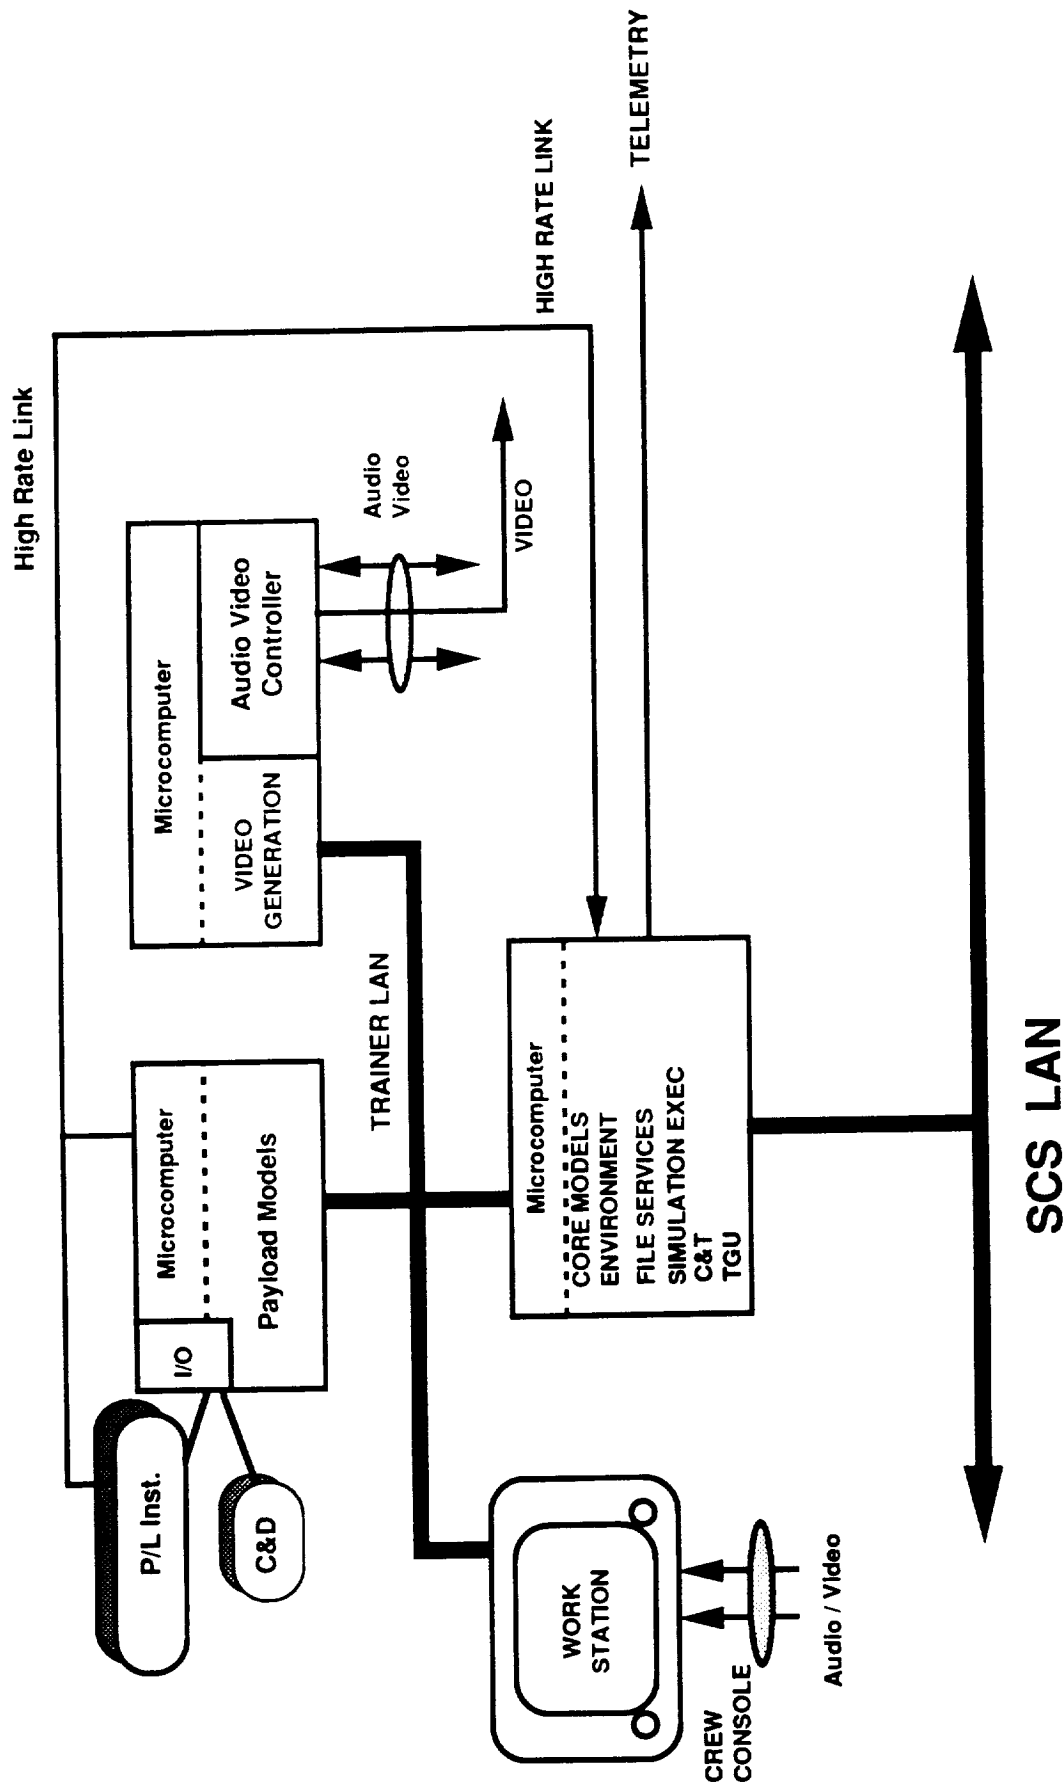 High Rate Link
P/L Inst.
C&D
I/O
Microcomputer
Payload Models
Microcomputer
VIDEO
GENERATION
Audio Video
Controller
Audio
Video
VIDEO
HIGH RATE LINK
TELEMETRY
TRAINER LAN
WORK
STATION
CREW
CONSOLE
Audio / Video
Microcomputer
CORE MODELS
ENVIRONMENT
FILE SERVICES
SIMULATION EXEC
C&T
TGU
SCS LAN